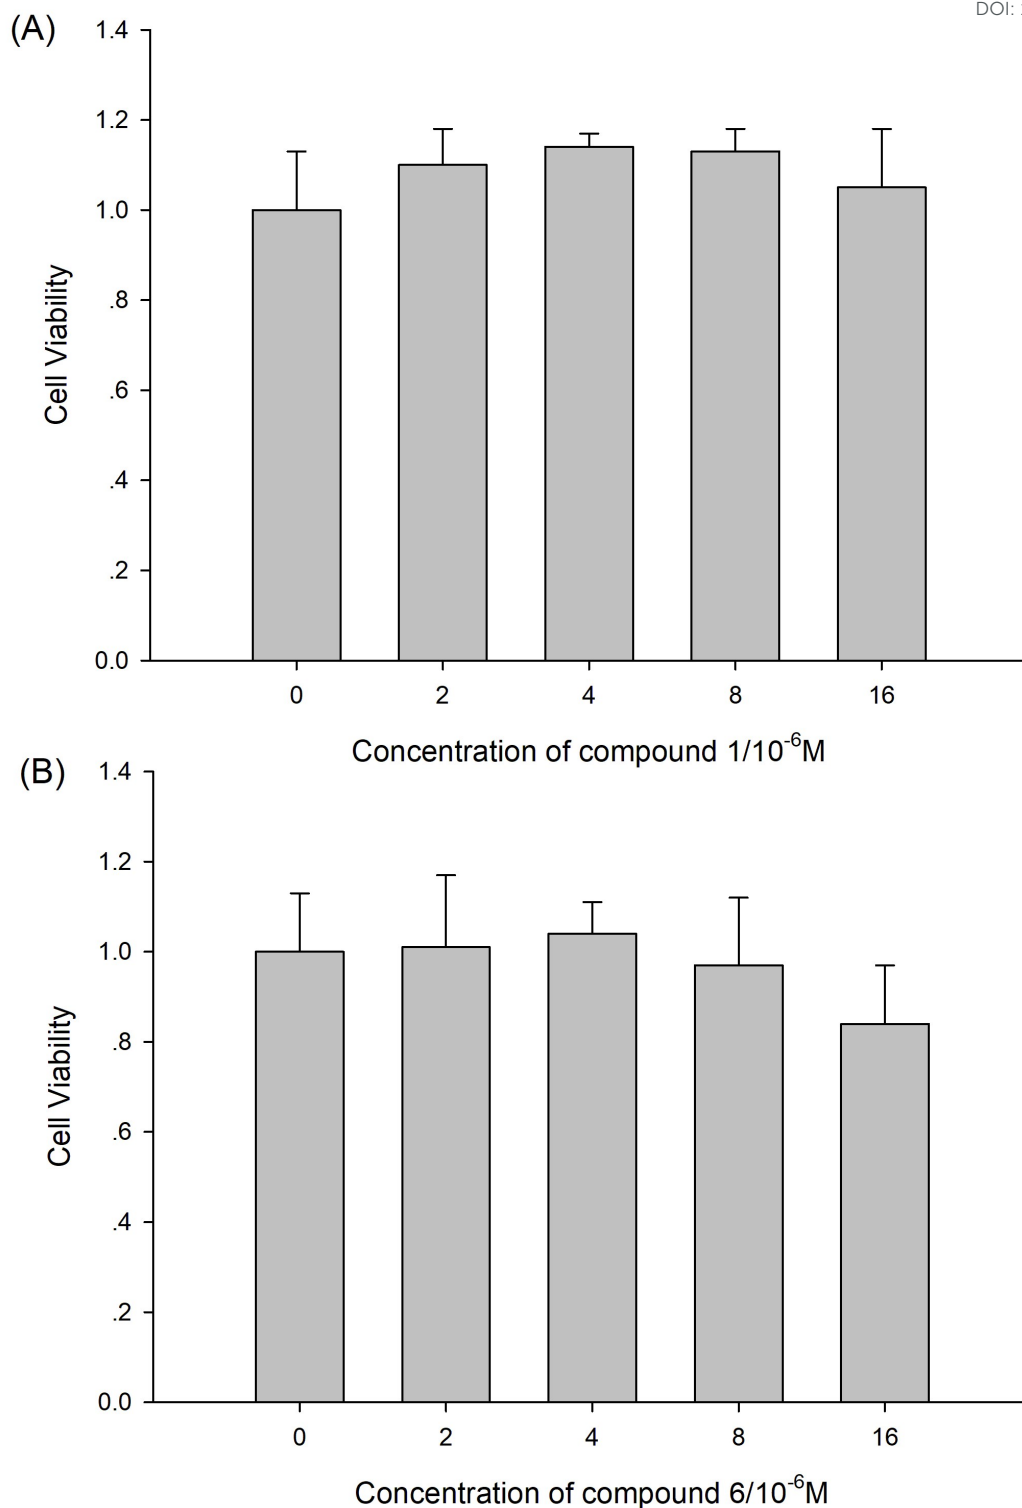 DOI:
(A)
1.4
1.2
1.0
.8
.6
.4
.2
0.0
Cell Viability
0 2 4 8 16
Concentration of compound 1/10⁻⁶M
(B)
1.4
1.2
1.0
.8
.6
.4
.2
0.0
Cell Viability
0 2 4 8 16
Concentration of compound 6/10⁻⁶M